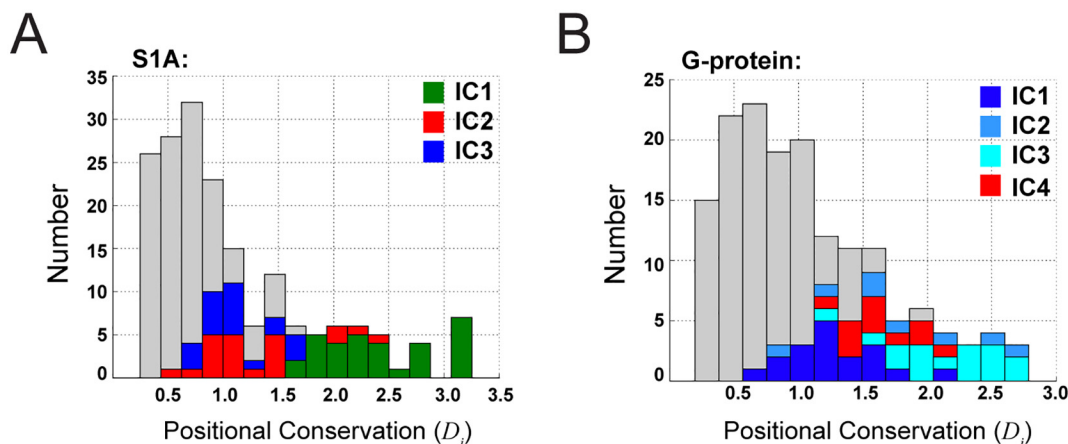 A
S1A:
35
30
25
20
15
10
5
0
Number
IC1
IC2
IC3
0.5 1.0 1.5 2.0 2.5 3.0 3.5
Positional Conservation (Di)
B
G-protein:
25
20
15
10
5
0
Number
IC1
IC2
IC3
IC4
0.5 1.0 1.5 2.0 2.5 3.0
Positional Conservation (Di)